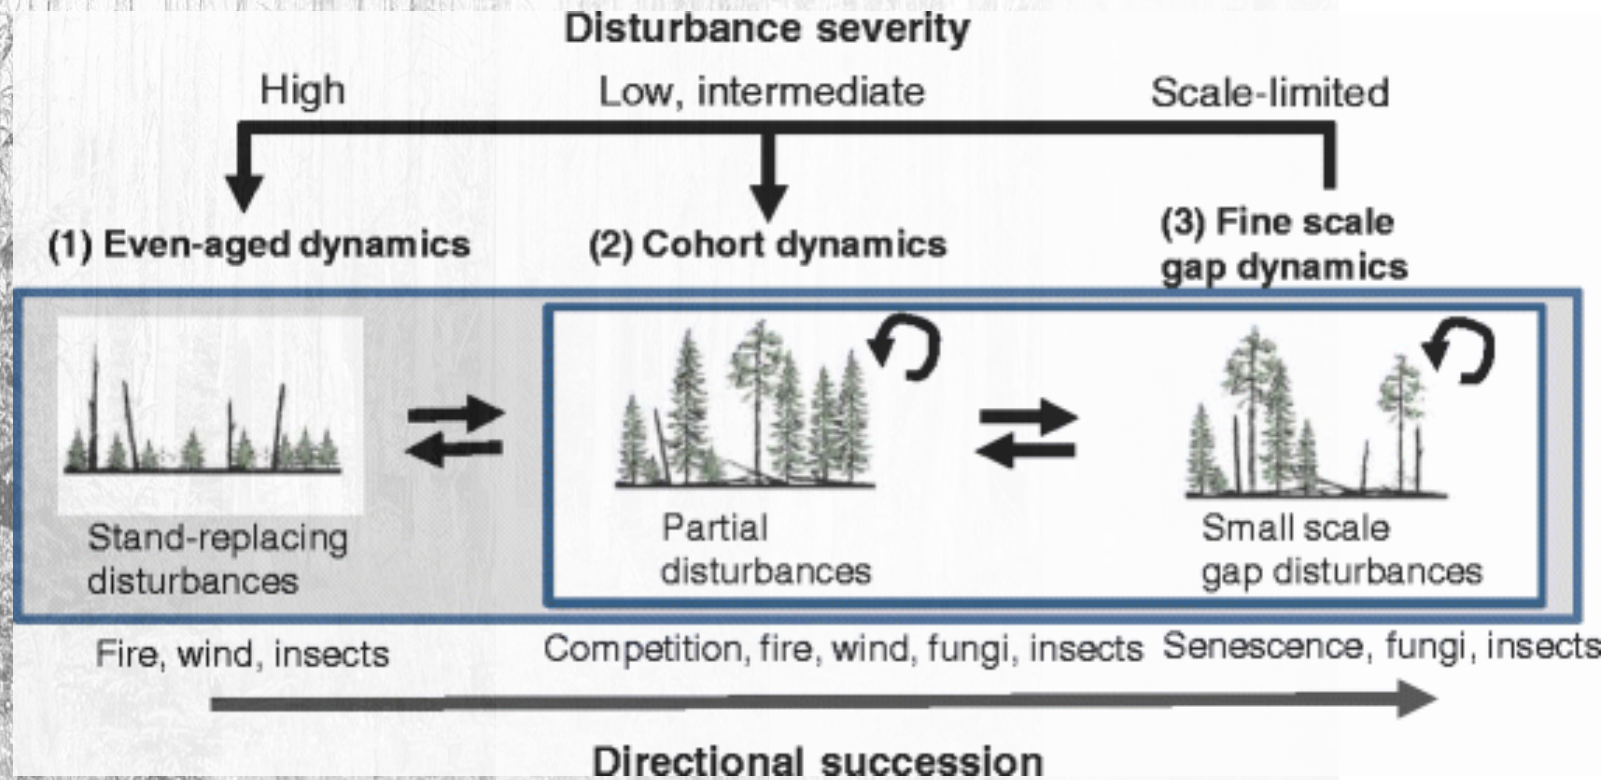 Disturbance severity
High
Low, intermediate
Scale-limited
(1) Even-aged dynamics
(2) Cohort dynamics
(3) Fine scale
gap dynamics
Stand-replacing
disturbances
Partial
disturbances
Small scale
gap disturbances
Fire, wind, insects
Competition, fire, wind, fungi, insects
Senescence, fungi, insects
Directional succession